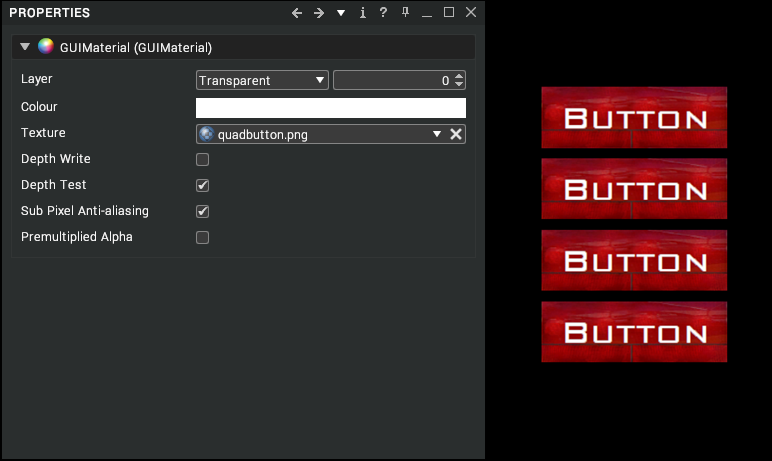 PROPERTIES
GUIMaterial (GUIMaterial)
Layer Transparent 0
Colour
Texture quadbutton.png
Depth Write
Depth Test
Sub Pixel Anti-aliasing
Premultiplied Alpha
BUTTON
BUTTON
BUTTON
BUTTON